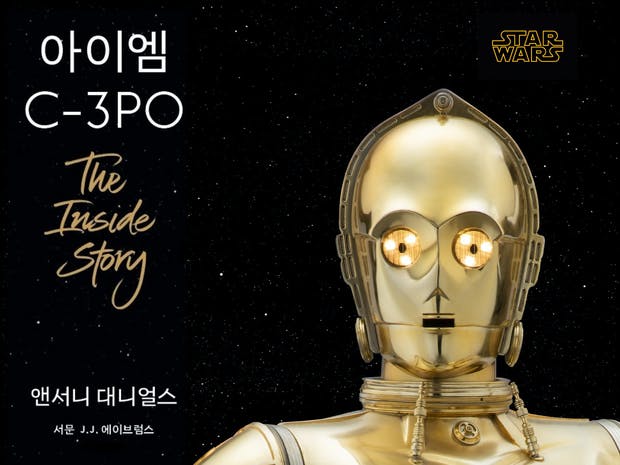 아이엠
C-3PO
The
Inside
Story
앤서니 대니얼스
서문 J.J. 에이브럼스
STAR
WARS